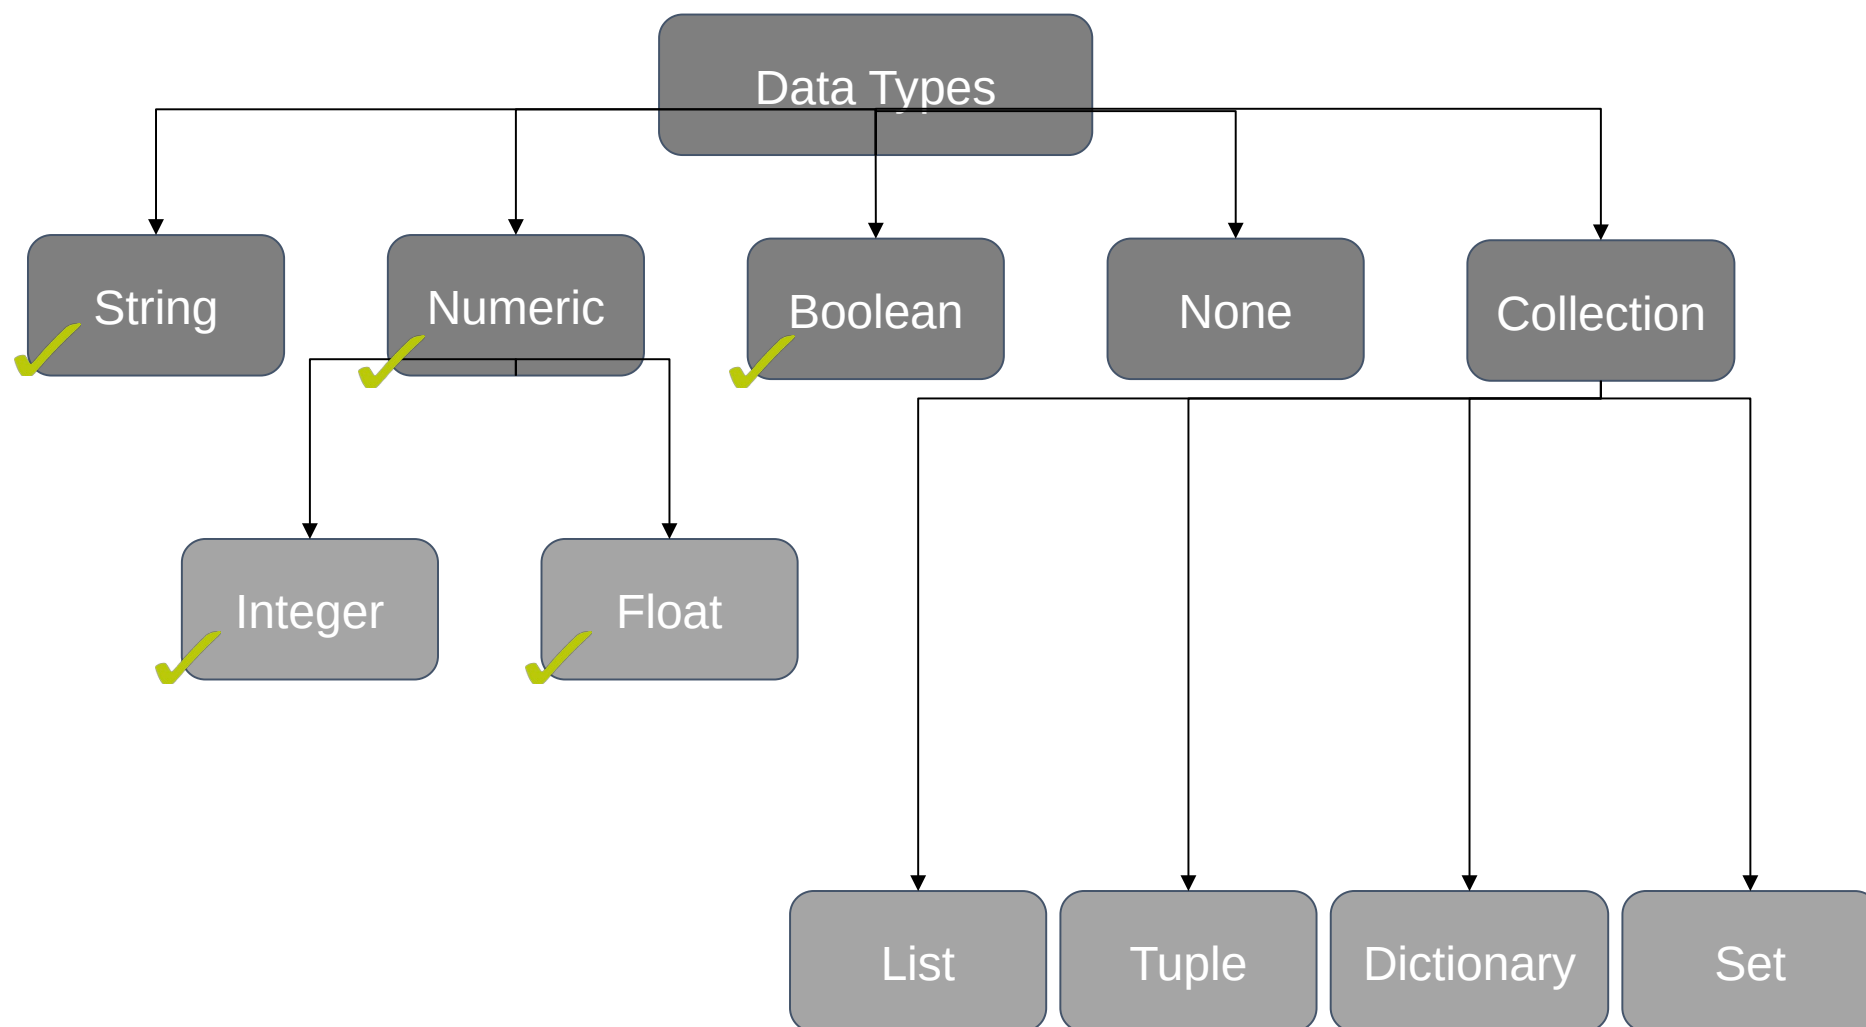 Data Types
String
Numeric
Boolean
None
Collection
Integer
Float
List
Tuple
Dictionary
Set